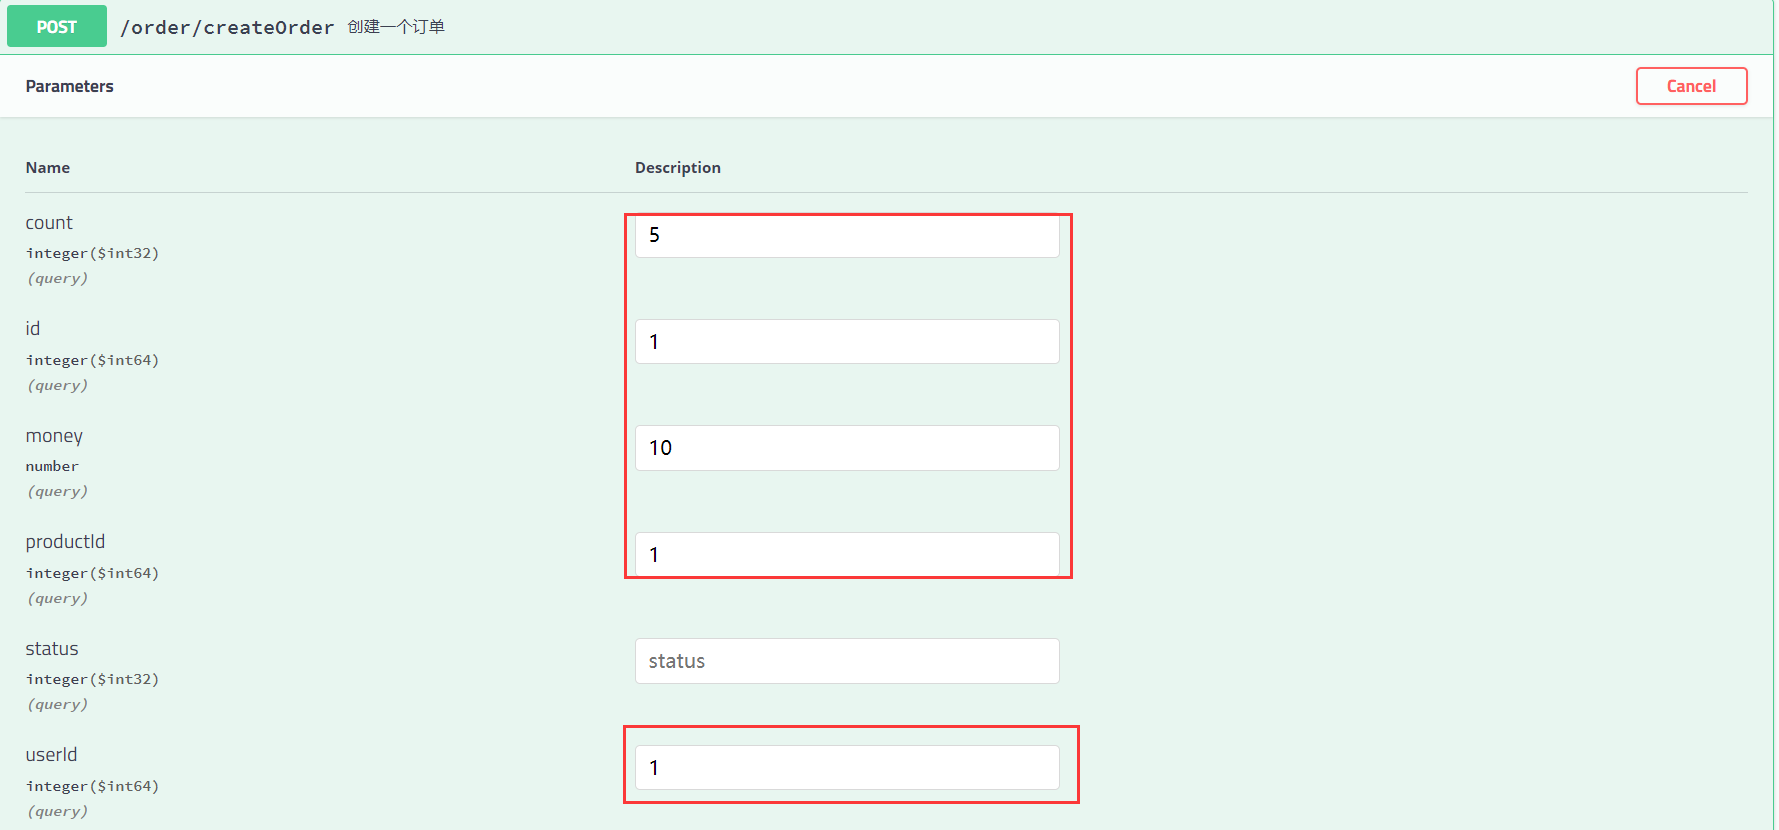 POST /order/createOrder 创建一个订单
Parameters Cancel
Name Description
count
integer($int32)
(query)
5
id
integer($int64)
(query)
1
money
number
(query)
10
productId
integer($int64)
(query)
1
status
integer($int32)
(query)
status
userId
integer($int64)
(query)
1